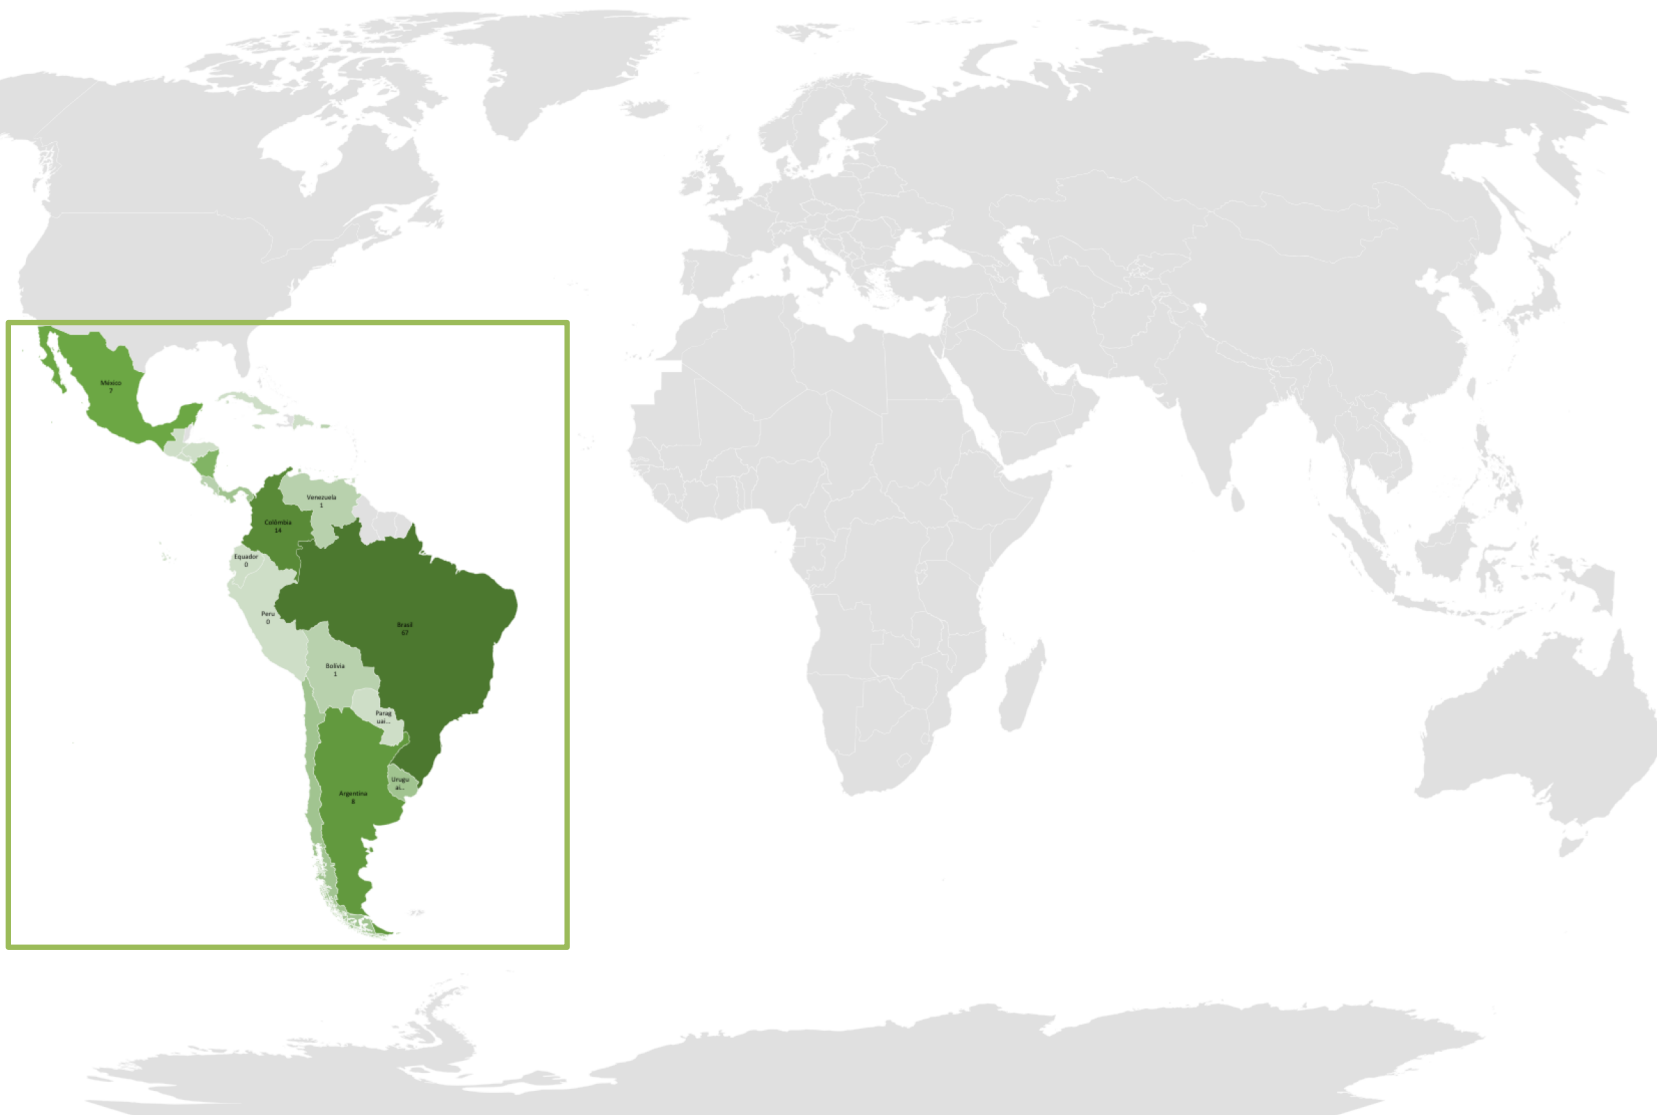 México
7
Venezuela
1
Colômbia
14
Equador
0
Peru
0
Brasil
67
Bolívia
1
Parag
uai...
Urugu
ai...
Argentina
8